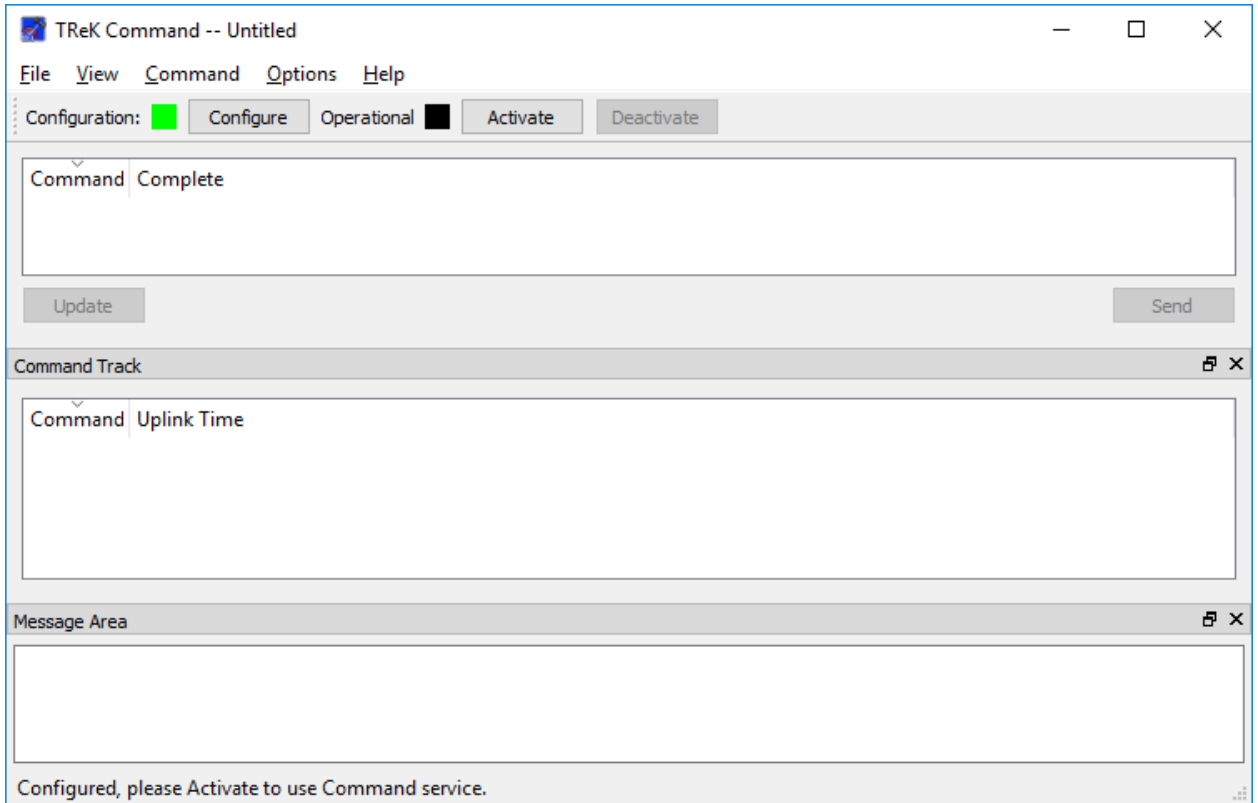 TReK Command -- Untitled
File View Command Options Help
Configuration: Configure Operational Activate Deactivate
Command Complete
Update Send
Command Track
Command Uplink Time
Message Area
Configured, please Activate to use Command service.